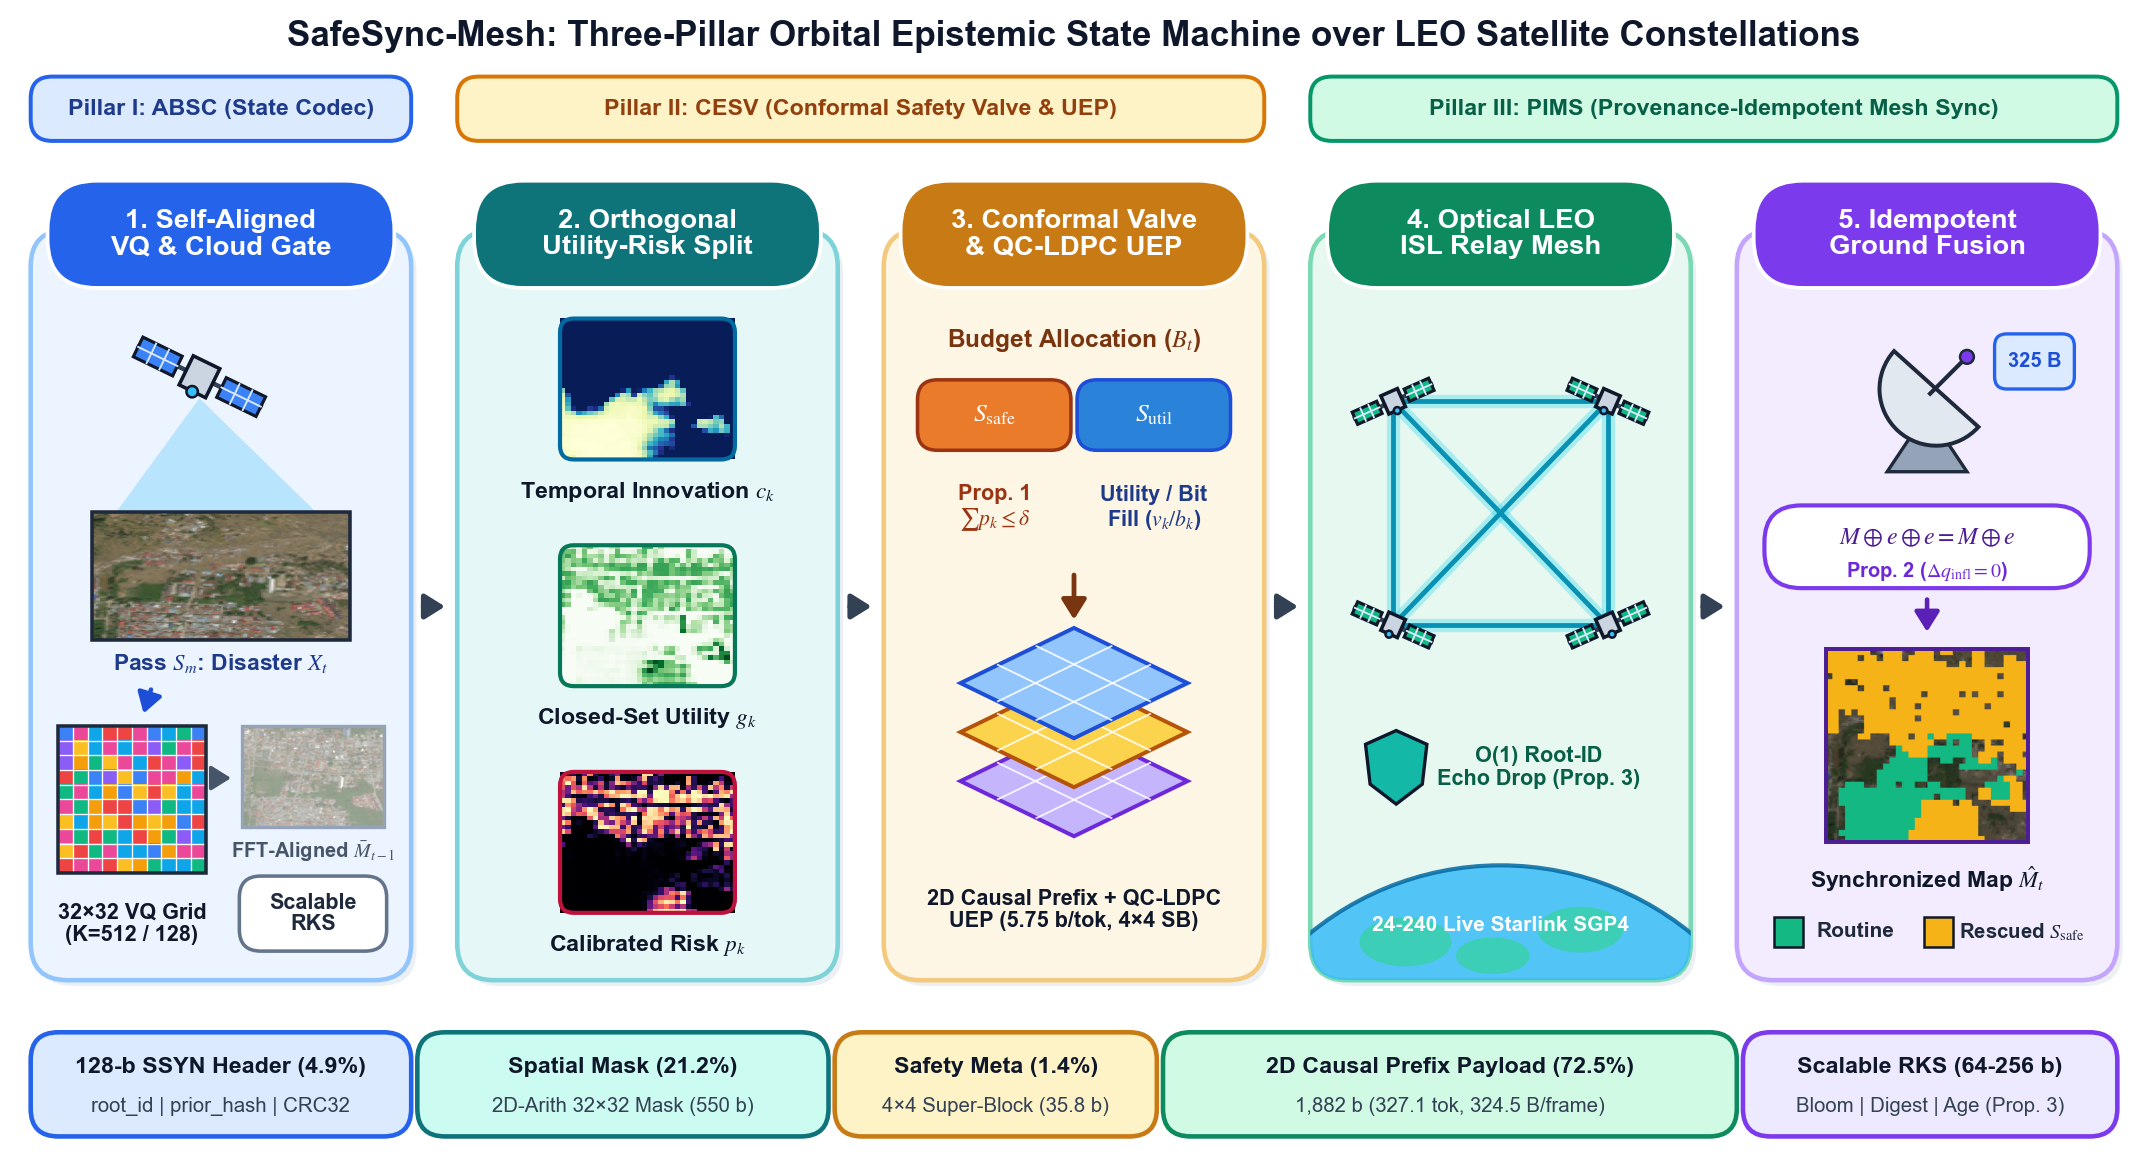 SafeSync-Mesh: Three-Pillar Orbital Epistemic State Machine over LEO Satellite Constellations
Pillar I: ABSC (State Codec)
Pillar II: CESV (Conformal Safety Valve & UEP)
Pillar III: PIMS (Provenance-Idempotent Mesh Sync)
1. Self-Aligned
VQ & Cloud Gate
Pass Sₘ: Disaster Xₜ
FFT-Aligned M̄ₜ₋₁
32×32 VQ Grid
(K=512 / 128)
Scalable
RKS
2. Orthogonal
Utility-Risk Split
Temporal Innovation cₖ
Closed-Set Utility gₖ
Calibrated Risk pₖ
3. Conformal Valve
& QC-LDPC UEP
Budget Allocation (Bₜ)
S_safe
S_util
Prop. 1
∑pₖ ≤ δ
Utility / Bit
Fill (vₖ/bₖ)
2D Causal Prefix + QC-LDPC
UEP (5.75 b/tok, 4×4 SB)
4. Optical LEO
ISL Relay Mesh
O(1) Root-ID
Echo Drop (Prop. 3)
24-240 Live Starlink SGP4
5. Idempotent
Ground Fusion
325 B
M ⊕ e ⊕ e = M ⊕ e
Prop. 2 (Δq_infl = 0)
Synchronized Map M̂ₜ
Routine
Rescued S_safe
128-b SSYN Header (4.9%)
root_id | prior_hash | CRC32
Spatial Mask (21.2%)
2D-Arith 32×32 Mask (550 b)
Safety Meta (1.4%)
4×4 Super-Block (35.8 b)
2D Causal Prefix Payload (72.5%)
1,882 b (327.1 tok, 324.5 B/frame)
Scalable RKS (64-256 b)
Bloom | Digest | Age (Prop. 3)